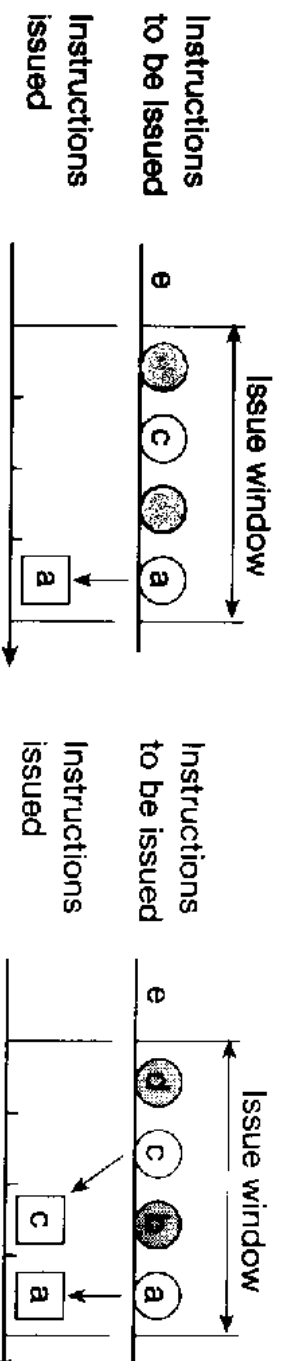 Issue window
Instructions
to be issued
e
c
a
Instructions
issued
a
Issue window
Instructions
to be issued
e
d
c
b
a
Instructions
issued
c
a